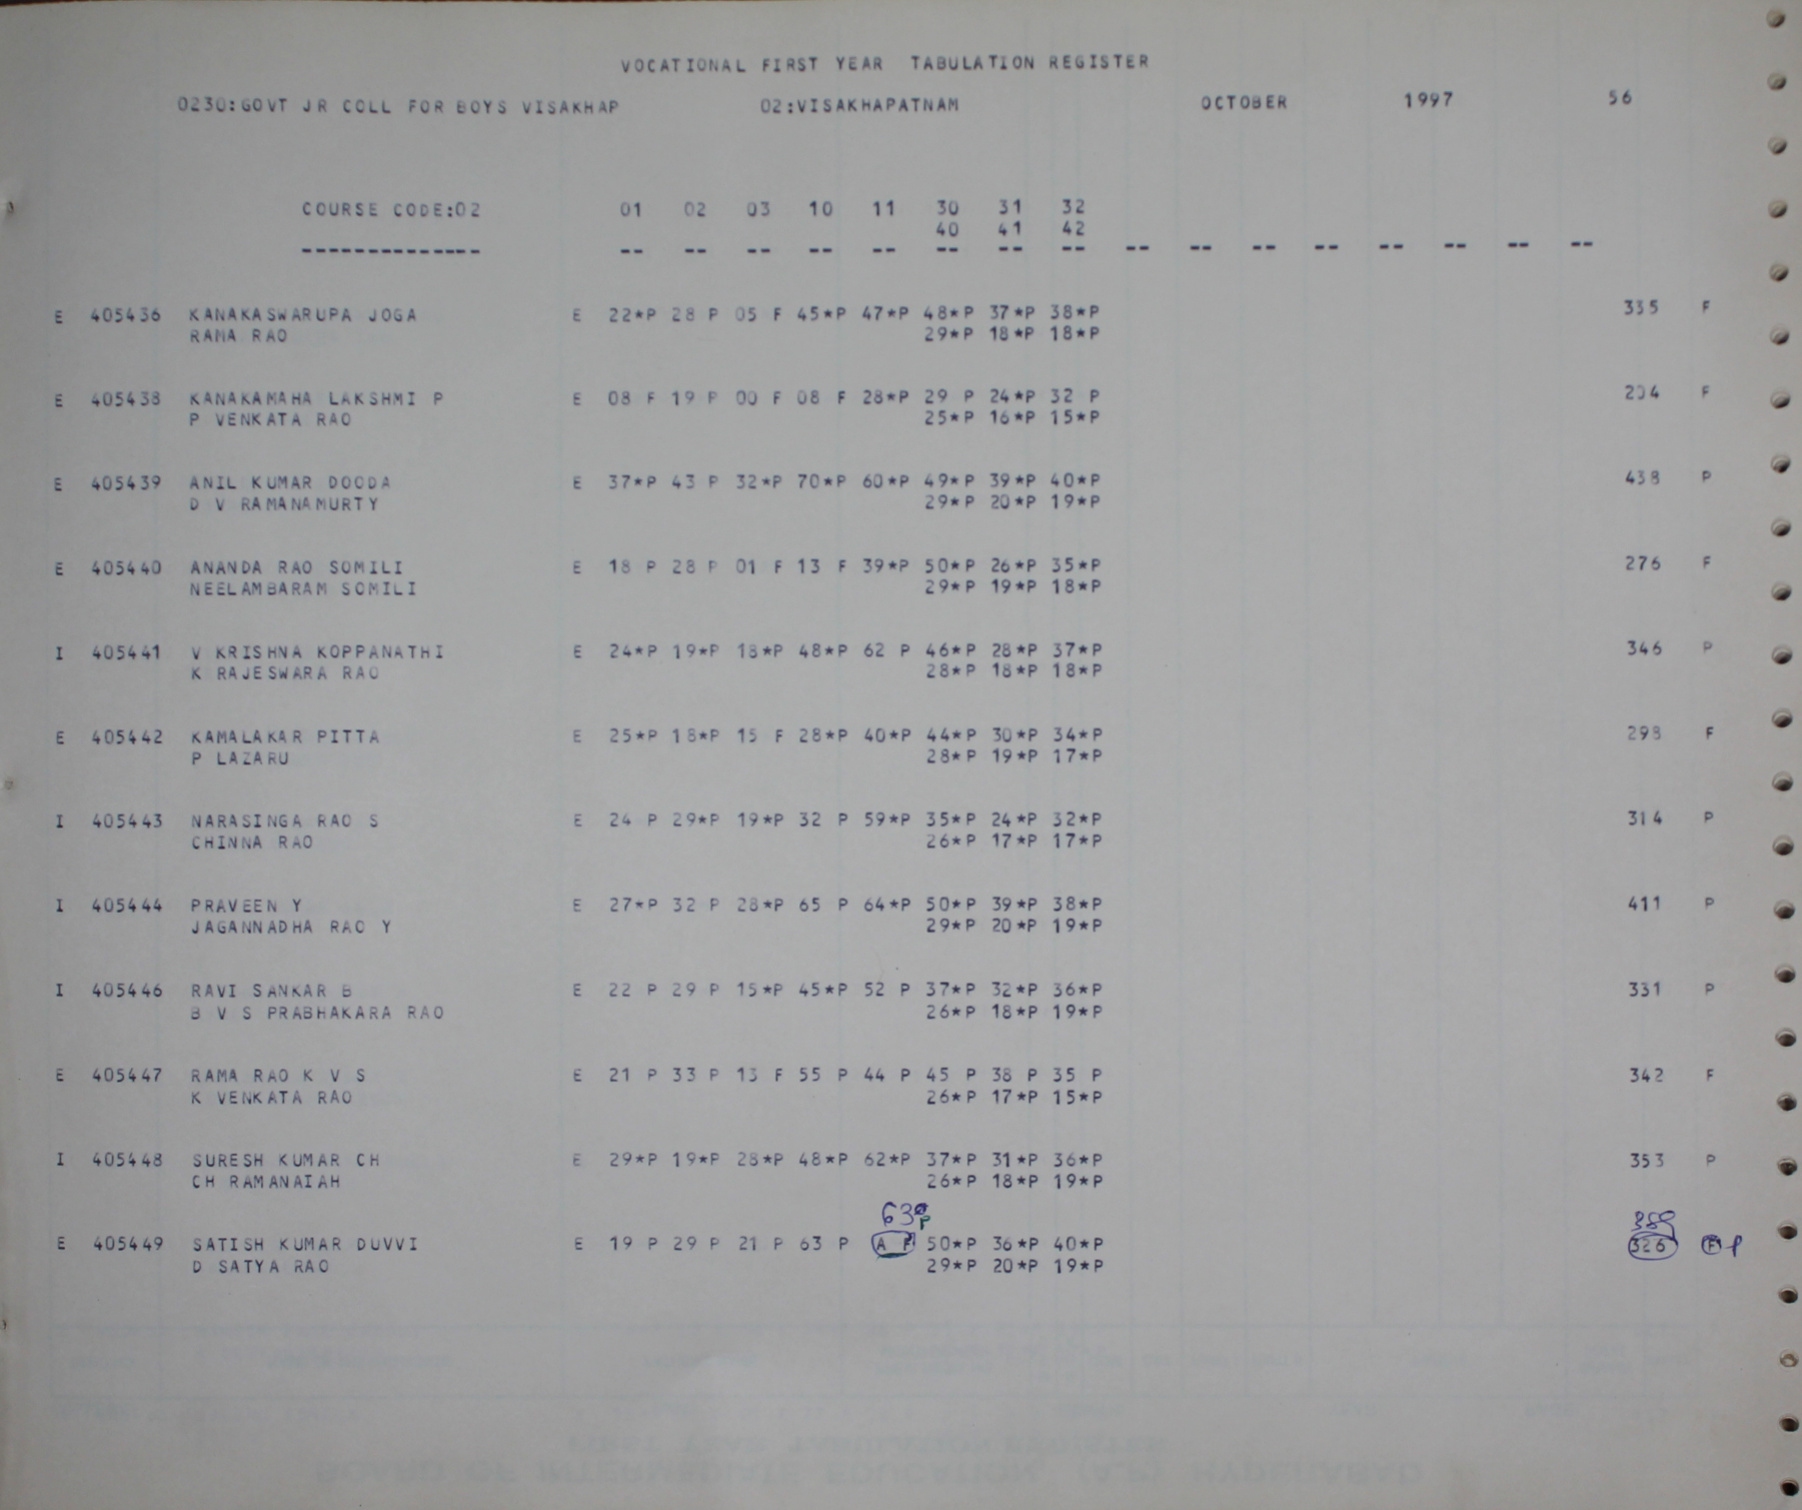 VOCATIONAL FIRST YEAR TABULATION REGISTER
0230:GOVT JR COLL FOR BOYS VISAKHAP 02:VISAKHAPATNAM OCTOBER 1997 56
COURSE CODE:02 01 02 03 10 11 30 31 32
40 41 42
-------------- -- -- -- -- -- -- -- -- -- -- -- -- -- -- -- --
E 405436 KANAKASWARUPA JOGA E 22*P 28 P 05 F 45*P 47*P 48*P 37*P 38*P 335 F
RAMA RAO 29*P 18*P 18*P
E 405438 KANAKAMAHA LAKSHMI P E 08 F 19 P 00 F 08 F 28*P 29 P 24*P 32 P 204 F
P VENKATA RAO 25*P 16*P 15*P
E 405439 ANIL KUMAR DOODA E 37*P 43 P 32*P 70*P 60*P 49*P 39*P 40*P 438 P
D V RAMANAMURTY 29*P 20*P 19*P
E 405440 ANANDA RAO SOMILI E 18 P 28 P 01 F 13 F 39*P 50*P 26*P 35*P 276 F
NEELAMBARAM SOMILI 29*P 19*P 18*P
I 405441 V KRISHNA KOPPANATHI E 24*P 19*P 18*P 48*P 62 P 46*P 28*P 37*P 346 P
K RAJESWARA RAO 28*P 18*P 18*P
E 405442 KAMALAKAR PITTA E 25*P 18*P 15 F 28*P 40*P 44*P 30*P 34*P 298 F
P LAZARU 28*P 19*P 17*P
I 405443 NARASINGA RAO S E 24 P 29*P 19*P 32 P 59*P 35*P 24*P 32*P 314 P
CHINNA RAO 26*P 17*P 17*P
I 405444 PRAVEEN Y E 27*P 32 P 28*P 65 P 64*P 50*P 39*P 38*P 411 P
JAGANNADHA RAO Y 29*P 20*P 19*P
I 405446 RAVI SANKAR B E 22 P 29 P 15*P 45*P 52 P 37*P 32*P 36*P 331 P
B V S PRABHAKARA RAO 26*P 18*P 19*P
E 405447 RAMA RAO K V S E 21 P 33 P 13 F 55 P 44 P 45 P 38 P 35 P 342 F
K VENKATA RAO 26*P 17*P 15*P
I 405448 SURESH KUMAR CH E 29*P 19*P 28*P 48*P 62*P 37*P 31*P 36*P 353 P
CH RAMANAIAH 26*P 18*P 19*P
63 P 389
E 405449 SATISH KUMAR DUVVI E 19 P 29 P 21 P 63 P A F 50*P 36*P 40*P 326 F P
D SATYA RAO 29*P 20*P 19*P